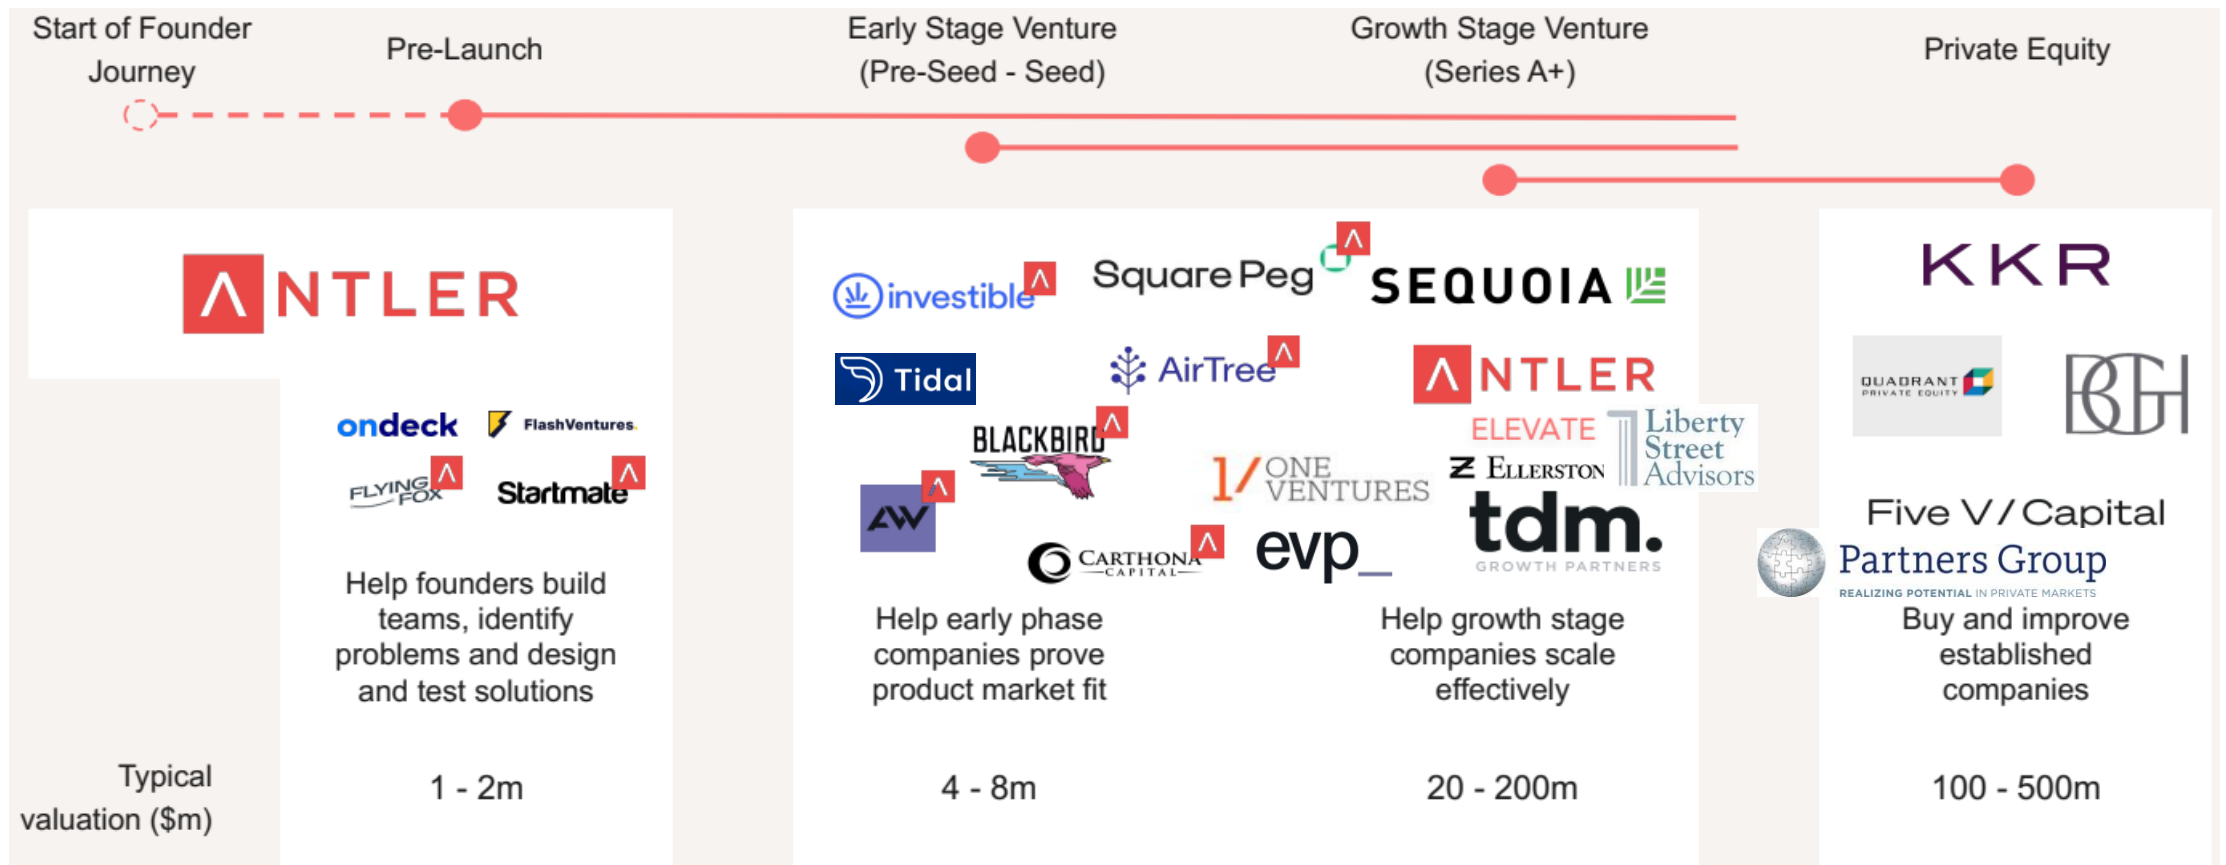 Start of Founder
Journey
Pre-Launch
Early Stage Venture
(Pre-Seed - Seed)
Growth Stage Venture
(Series A+)
Private Equity
ANTLER
ondeck
FlashVentures.
FLYING
FOX
Startmate
Help founders build
teams, identify
problems and design
and test solutions
investible
Square Peg
SEQUOIA
Tidal
AirTree
ANTLER
ELEVATE
BLACKBIRD
1/ ONE
VENTURES
ELLERSTON
Liberty
Street
Advisors
AW
CARTHONA
CAPITAL
evp_
tdm.
GROWTH PARTNERS
Help early phase
companies prove
product market fit
Help growth stage
companies scale
effectively
KKR
QUADRANT
PRIVATE EQUITY
BGH
Five V/Capital
Partners Group
REALIZING POTENTIAL IN PRIVATE MARKETS
Buy and improve
established
companies
Typical
valuation ($m)
1 - 2m
4 - 8m
20 - 200m
100 - 500m